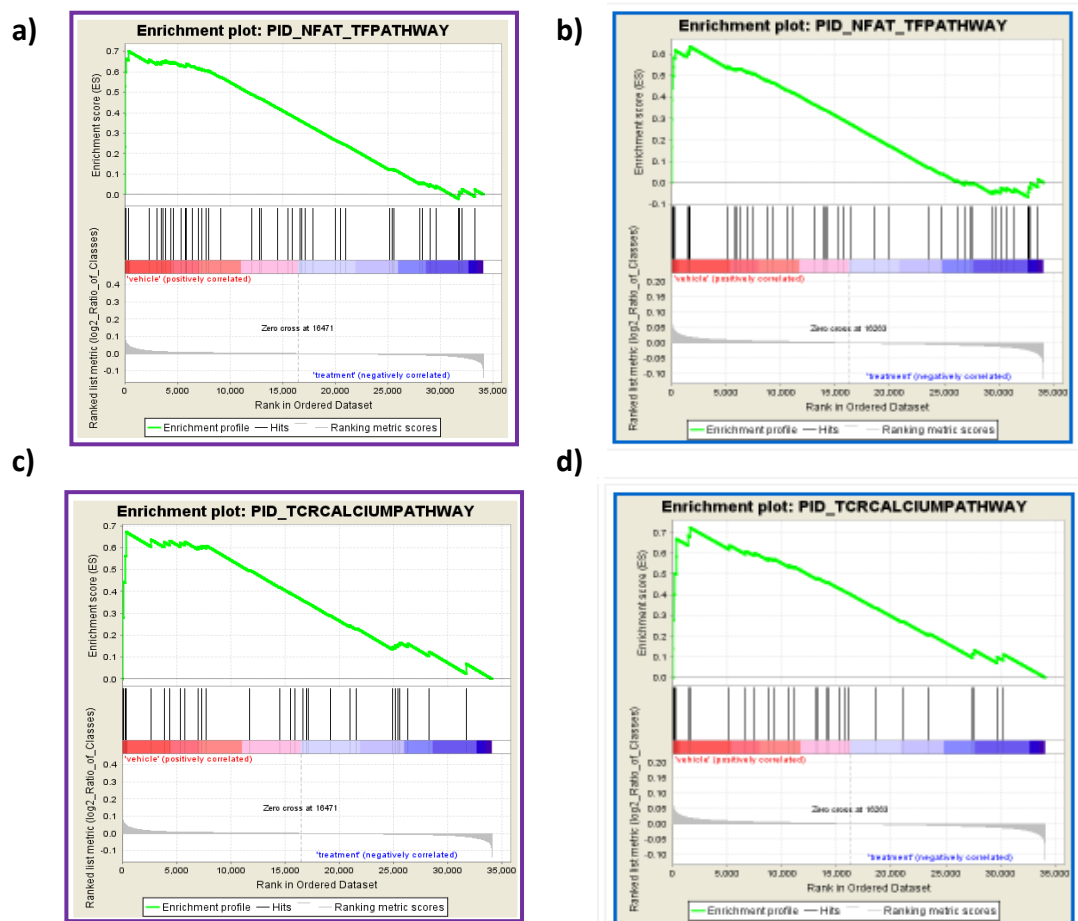 a)
Enrichment plot: PID_NFAT_TFPATHWAY
Enrichment score (ES)
0.7
0.6
0.5
0.4
0.3
0.2
0.1
0.0
'vehicle' (positively correlated)
Ranked list metric (log2_Ratio_of_Classes)
0.4
0.3
0.2
0.1
0.0
-0.1
Zero cross at 16471
'treatment' (negatively correlated)
0 5,000 10,000 15,000 20,000 25,000 30,000 35,000
Rank in Ordered Dataset
Enrichment profile Hits Ranking metric scores
b)
Enrichment plot: PID_NFAT_TFPATHWAY
Enrichment score (ES)
0.6
0.5
0.4
0.3
0.2
0.1
0.0
-0.1
'vehicle' (positively correlated)
Ranked list metric (log2_Ratio_of_Classes)
0.20
0.15
0.10
0.05
0.00
-0.05
-0.10
Zero cross at 16263
'treatment' (negatively correlated)
0 5,000 10,000 15,000 20,000 25,000 30,000 35,000
Rank in Ordered Dataset
Enrichment profile Hits Ranking metric scores
c)
Enrichment plot: PID_TCRCALCIUMPATHWAY
Enrichment score (ES)
0.7
0.6
0.5
0.4
0.3
0.2
0.1
0.0
'vehicle' (positively correlated)
Ranked list metric (log2_Ratio_of_Classes)
0.4
0.3
0.2
0.1
0.0
-0.1
Zero cross at 16471
'treatment' (negatively correlated)
0 5,000 10,000 15,000 20,000 25,000 30,000 35,000
Rank in Ordered Dataset
Enrichment profile Hits Ranking metric scores
d)
Enrichment plot: PID_TCRCALCIUMPATHWAY
Enrichment score (ES)
0.7
0.6
0.5
0.4
0.3
0.2
0.1
0.0
'vehicle' (positively correlated)
Ranked list metric (log2_Ratio_of_Classes)
0.20
0.15
0.10
0.05
0.00
-0.05
-0.10
Zero cross at 16263
'treatment' (negatively correlated)
0 5,000 10,000 15,000 20,000 25,000 30,000 35,000
Rank in Ordered Dataset
Enrichment profile Hits Ranking metric scores